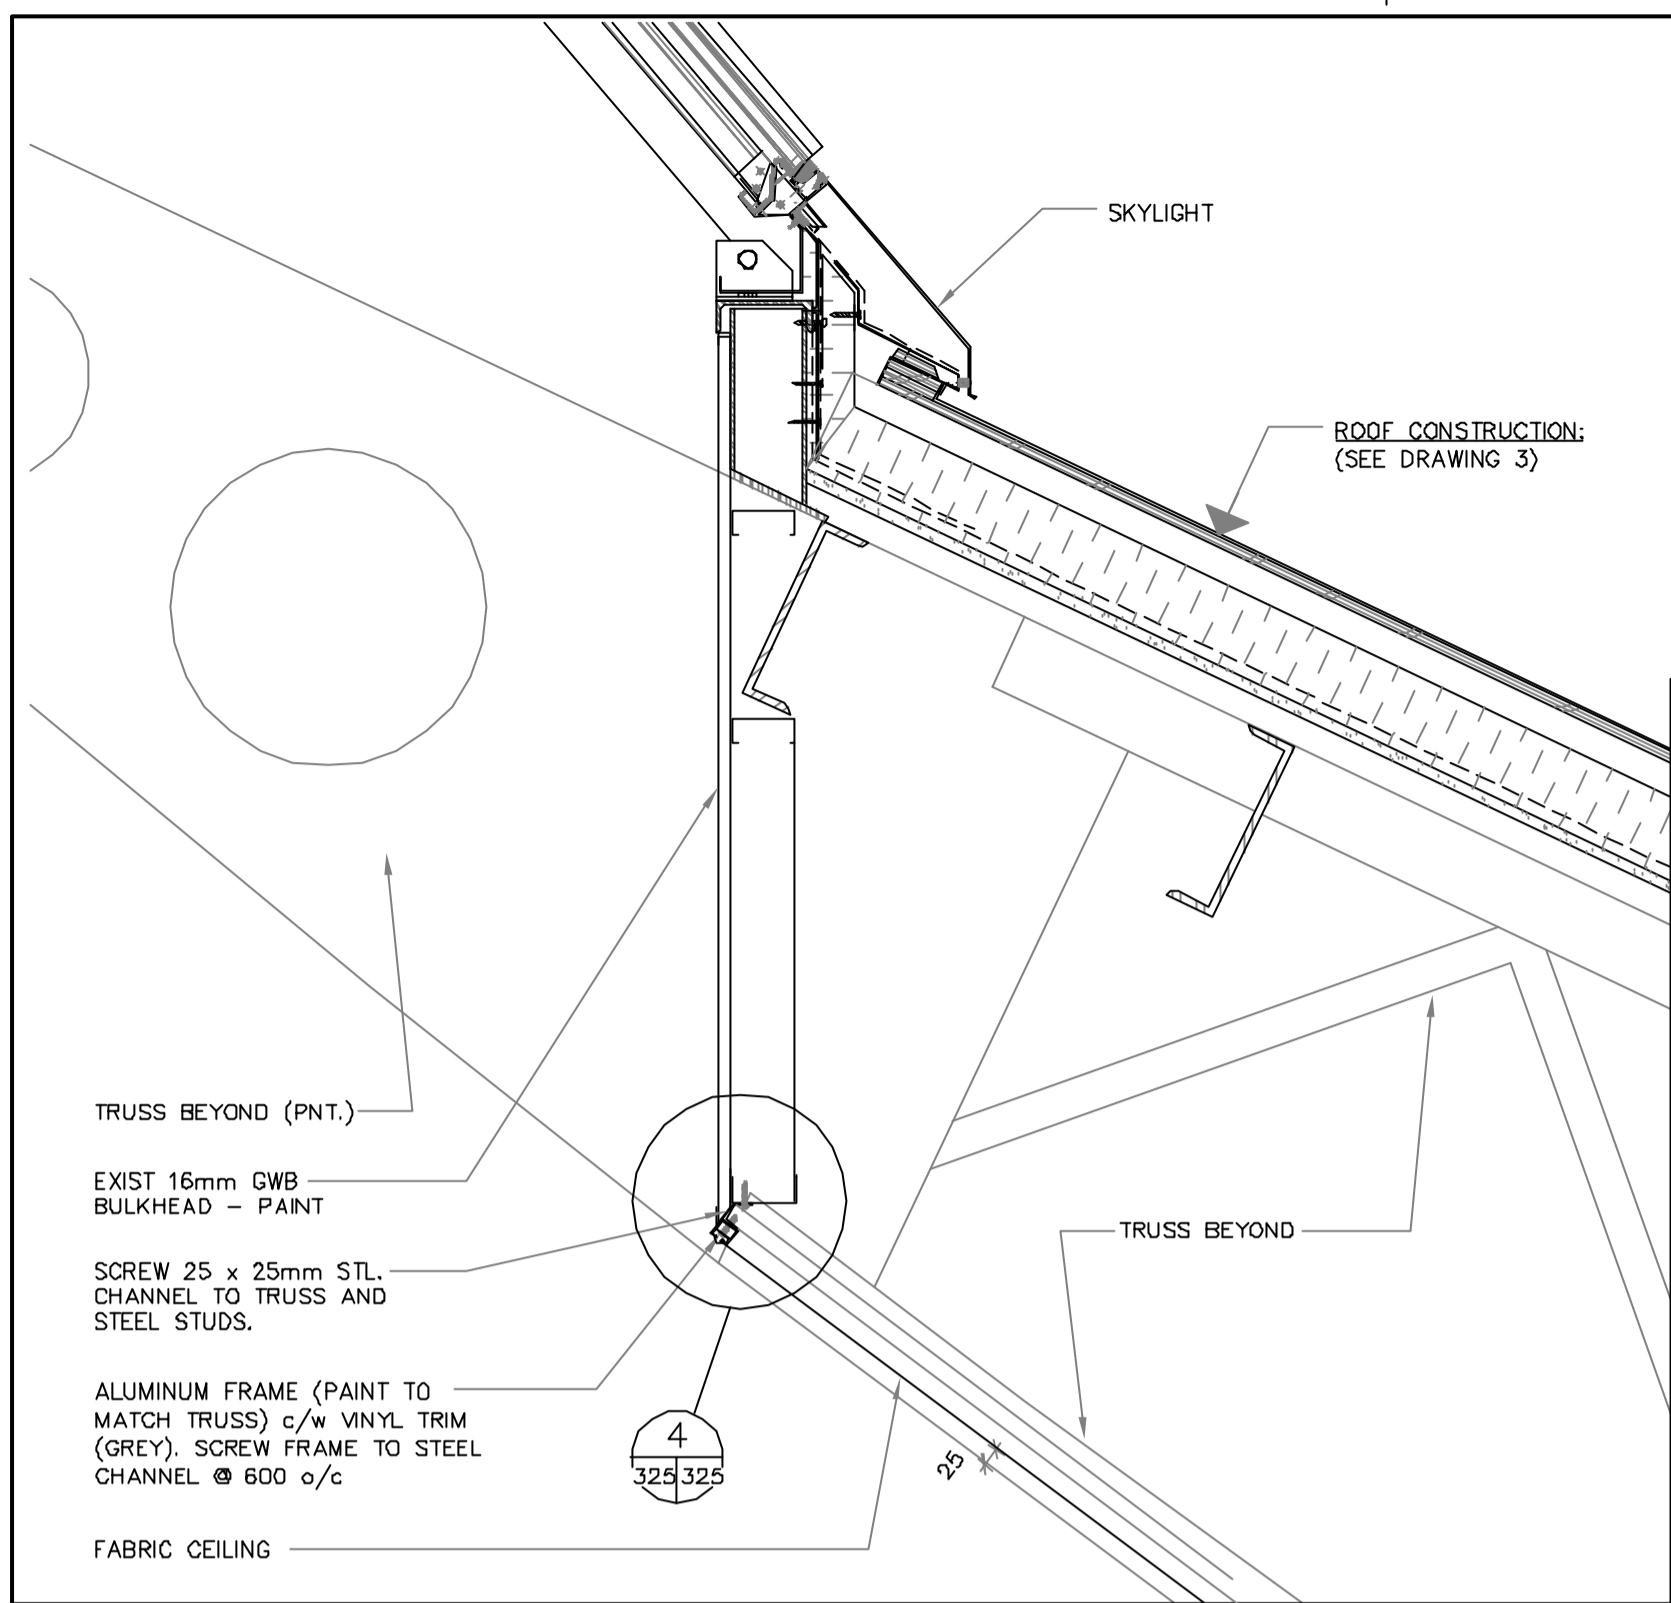 SKYLIGHT
ROOF CONSTRUCTION:
(SEE DRAWING 3)
TRUSS BEYOND (PNT.)
EXIST 16mm GWB
BULKHEAD - PAINT
SCREW 25 x 25mm STL.
CHANNEL TO TRUSS AND
STEEL STUDS.
ALUMINUM FRAME (PAINT TO
MATCH TRUSS) c/w VINYL TRIM
(GREY). SCREW FRAME TO STEEL
CHANNEL @ 600 o/c
FABRIC CEILING
TRUSS BEYOND
4
325 325
25